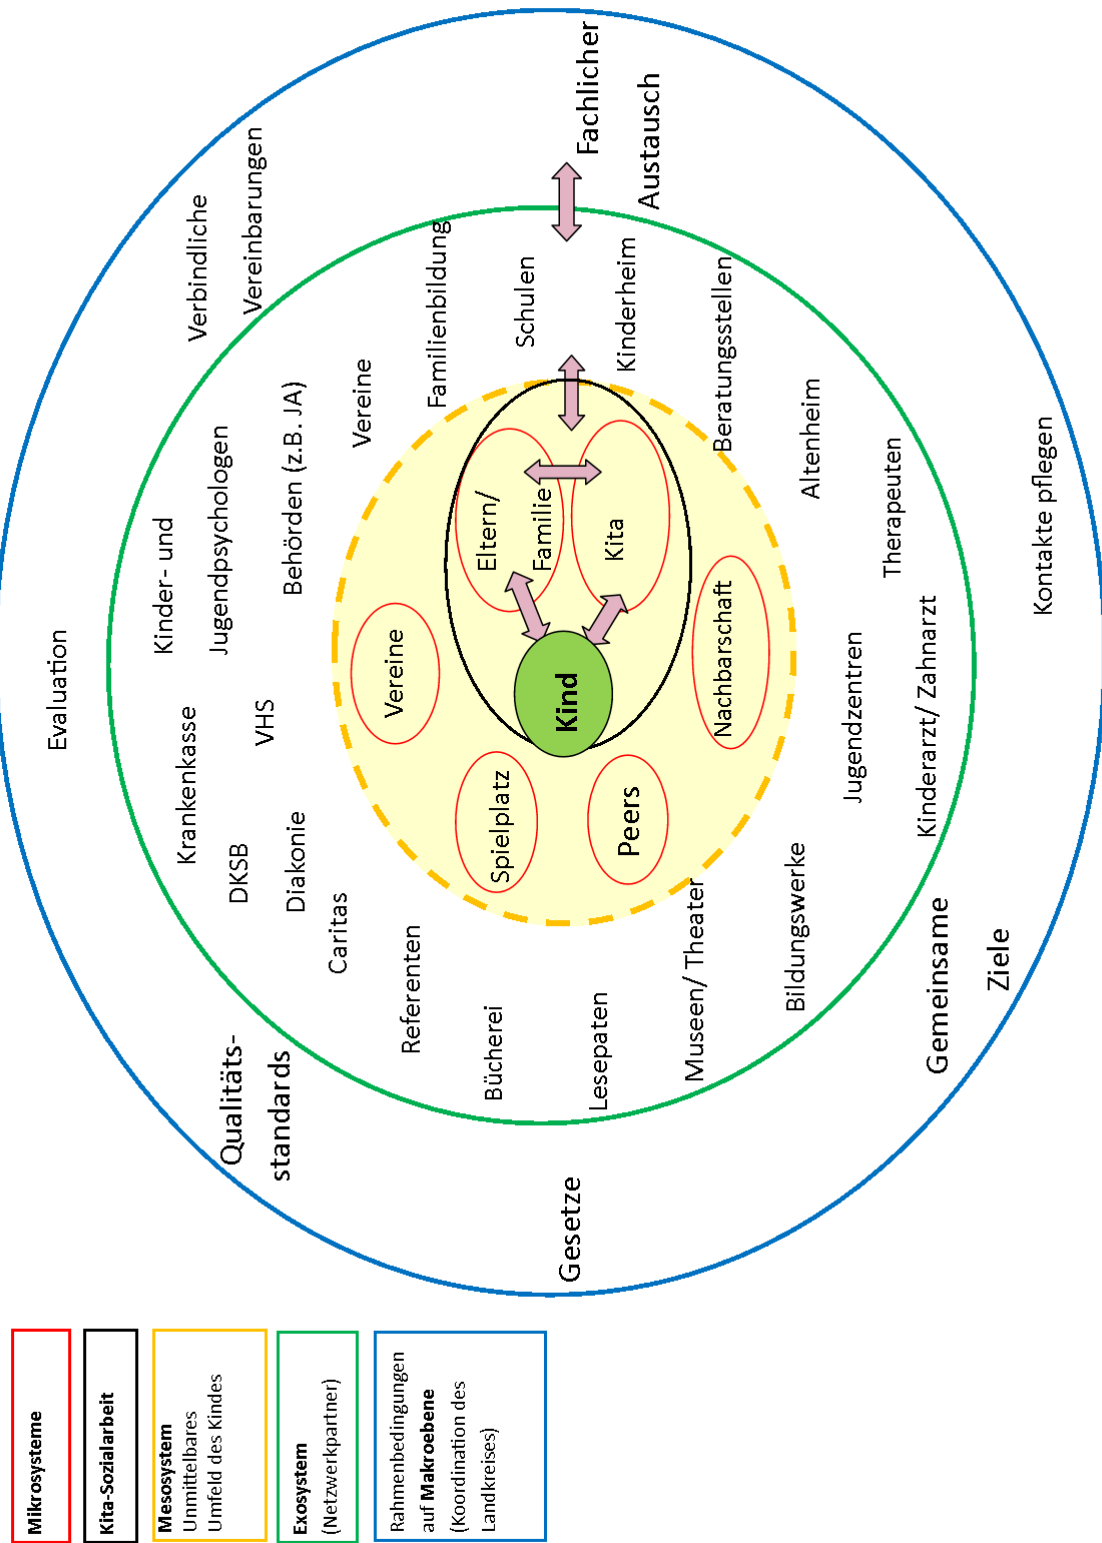 Mikrosysteme
Kita-Sozialarbeit
Mesosystem
Unmittelbares
Umfeld des Kindes
Exosystem
(Netzwerkpartner)
Rahmenbedingungen
auf Makroebene
(Koordination des
Landkreises)
Evaluation
Verbindliche
Vereinbarungen
Qualitäts-
standards
Gesetze
Fachlicher
Austausch
Gemeinsame
Ziele
Kontakte pflegen
Kinder- und
Jugendpsychologen
Krankenkasse
VHS
Behörden (z.B. JA)
DKSB
Diakonie
Caritas
Vereine
Familienbildung
Referenten
Bücherei
Schulen
Lesepaten
Kinderheim
Museen/ Theater
Beratungsstellen
Bildungswerke
Altenheim
Jugendzentren
Therapeuten
Kinderarzt/ Zahnarzt
Vereine
Spielplatz
Eltern/
Familie
Kind
Kita
Peers
Nachbarschaft